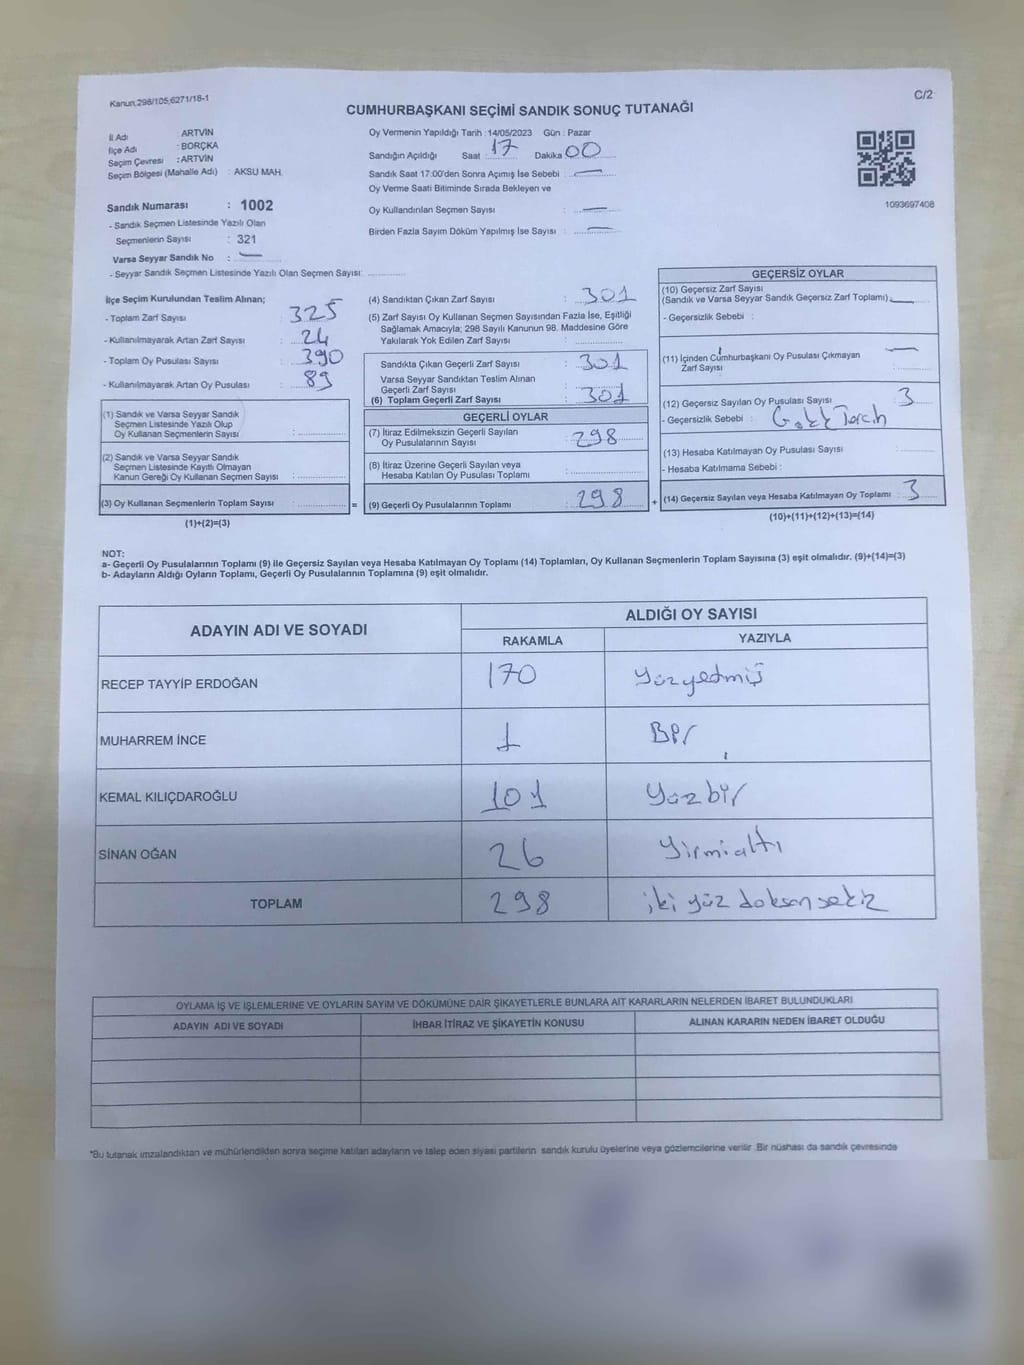 Kanun,298/105,6271/18-1
C/2
CUMHURBAŞKANI SEÇİMİ SANDIK SONUÇ TUTANAĞI
İl Adı : ARTVİN
İlçe Adı : BORÇKA
Seçim Çevresi : ARTVİN
Seçim Bölgesi (Mahalle Adı) : AKSU MAH.
Sandık Numarası : 1002
- Sandık Seçmen Listesinde Yazılı Olan
Seçmenlerin Sayısı : 321
Varsa Seyyar Sandık No :
- Seyyar Sandık Seçmen Listesinde Yazılı Olan Seçmen Sayısı:
Oy Vermenin Yapıldığı Tarih : 14/05/2023 Gün : Pazar
Sandığın Açıldığı Saat : 17 Dakika 00
Sandık Saat 17:00'den Sonra Açımış İse Sebebi : —
Oy Verme Saati Bitiminde Sırada Bekleyen ve
Oy Kullandırılan Seçmen Sayısı : —
Birden Fazla Sayım Döküm Yapılmış İse Sayısı : —
1093697408
İlçe Seçim Kurulundan Teslim Alınan;
- Toplam Zarf Sayısı : 325
- Kullanılmayarak Artan Zarf Sayısı : 24
- Toplam Oy Pusulası Sayısı : 390
- Kullanılmayarak Artan Oy Pusulası : 89
(1) Sandık ve Varsa Seyyar Sandık
Seçmen Listesinde Yazılı Olup
Oy Kullanan Seçmenlerin Sayısı :
(2) Sandık ve Varsa Seyyar Sandık
Seçmen Listesinde Kayıtlı Olmayan
Kanun Gereği Oy Kullanan Seçmen Sayısı :
(3) Oy Kullanan Seçmenlerin Toplam Sayısı : =
(1)+(2)=(3)
(4) Sandıktan Çıkan Zarf Sayısı : 301
(5) Zarf Sayısı Oy Kullanan Seçmen Sayısından Fazla İse, Eşitliği
Sağlamak Amacıyla; 298 Sayılı Kanunun 98. Maddesine Göre
Yakılarak Yok Edilen Zarf Sayısı :
Sandıkta Çıkan Geçerli Zarf Sayısı : 301
Varsa Seyyar Sandıktan Teslim Alınan
Geçerli Zarf Sayısı :
(6) Toplam Geçerli Zarf Sayısı : 301
GEÇERLİ OYLAR
(7) İtiraz Edilmeksizin Geçerli Sayılan
Oy Pusulalarının Sayısı : 298
(8) İtiraz Üzerine Geçerli Sayılan veya
Hesaba Katılan Oy Pusulası Toplamı :
(9) Geçerli Oy Pusulalarının Toplamı : 298 +
GEÇERSİZ OYLAR
(10) Geçersiz Zarf Sayısı
(Sandık ve Varsa Seyyar Sandık Geçersiz Zarf Toplamı)
- Geçersizlik Sebebi :
(11) İçinden Cumhurbaşkanı Oy Pusulası Çıkmayan
Zarf Sayısı :
(12) Geçersiz Sayılan Oy Pusulası Sayısı : 3
- Geçersizlik Sebebi :
(13) Hesaba Katılmayan Oy Pusulası Sayısı :
- Hesaba Katılmama Sebebi :
(14) Geçersiz Sayılan veya Hesaba Katılmayan Oy Toplamı : 3
(10)+(11)+(12)+(13)=(14)
NOT:
a- Geçerli Oy Pusulalarının Toplamı (9) ile Geçersiz Sayılan veya Hesaba Katılmayan Oy Toplamı (14) Toplamları, Oy Kullanan Seçmenlerin Toplam Sayısına (3) eşit olmalıdır. (9)+(14)=(3)
b- Adayların Aldığı Oyların Toplamı, Geçerli Oy Pusulalarının Toplamına (9) eşit olmalıdır.
ADAYIN ADI VE SOYADI ALDIĞI OY SAYISI
RAKAMLA YAZIYLA
RECEP TAYYİP ERDOĞAN 170 Yüzyetmiş
MUHARREM İNCE 1 Bir
KEMAL KILIÇDAROĞLU 101 Yüzbir
SİNAN OĞAN 26 Yirmialtı
TOPLAM 298 iki yüz doksan sekiz
OYLAMA İŞ VE İŞLEMLERİNE VE OYLARIN SAYIM VE DÖKÜMÜNE DAİR ŞİKAYETLERLE BUNLARA AİT KARARLARIN NELERDEN İBARET BULUNDUKLARI
ADAYIN ADI VE SOYADI İHBAR İTİRAZ VE ŞİKAYETİN KONUSU ALINAN KARARIN NEDEN İBARET OLDUĞU
*Bu tutanak imzalandıktan ve mühürlendikten sonra seçime katılan adayların ve talep eden siyasi partilerin sandık kurulu üyelerine veya gözlemcilerine verilir. Bir nüshası da sandık çevresinde